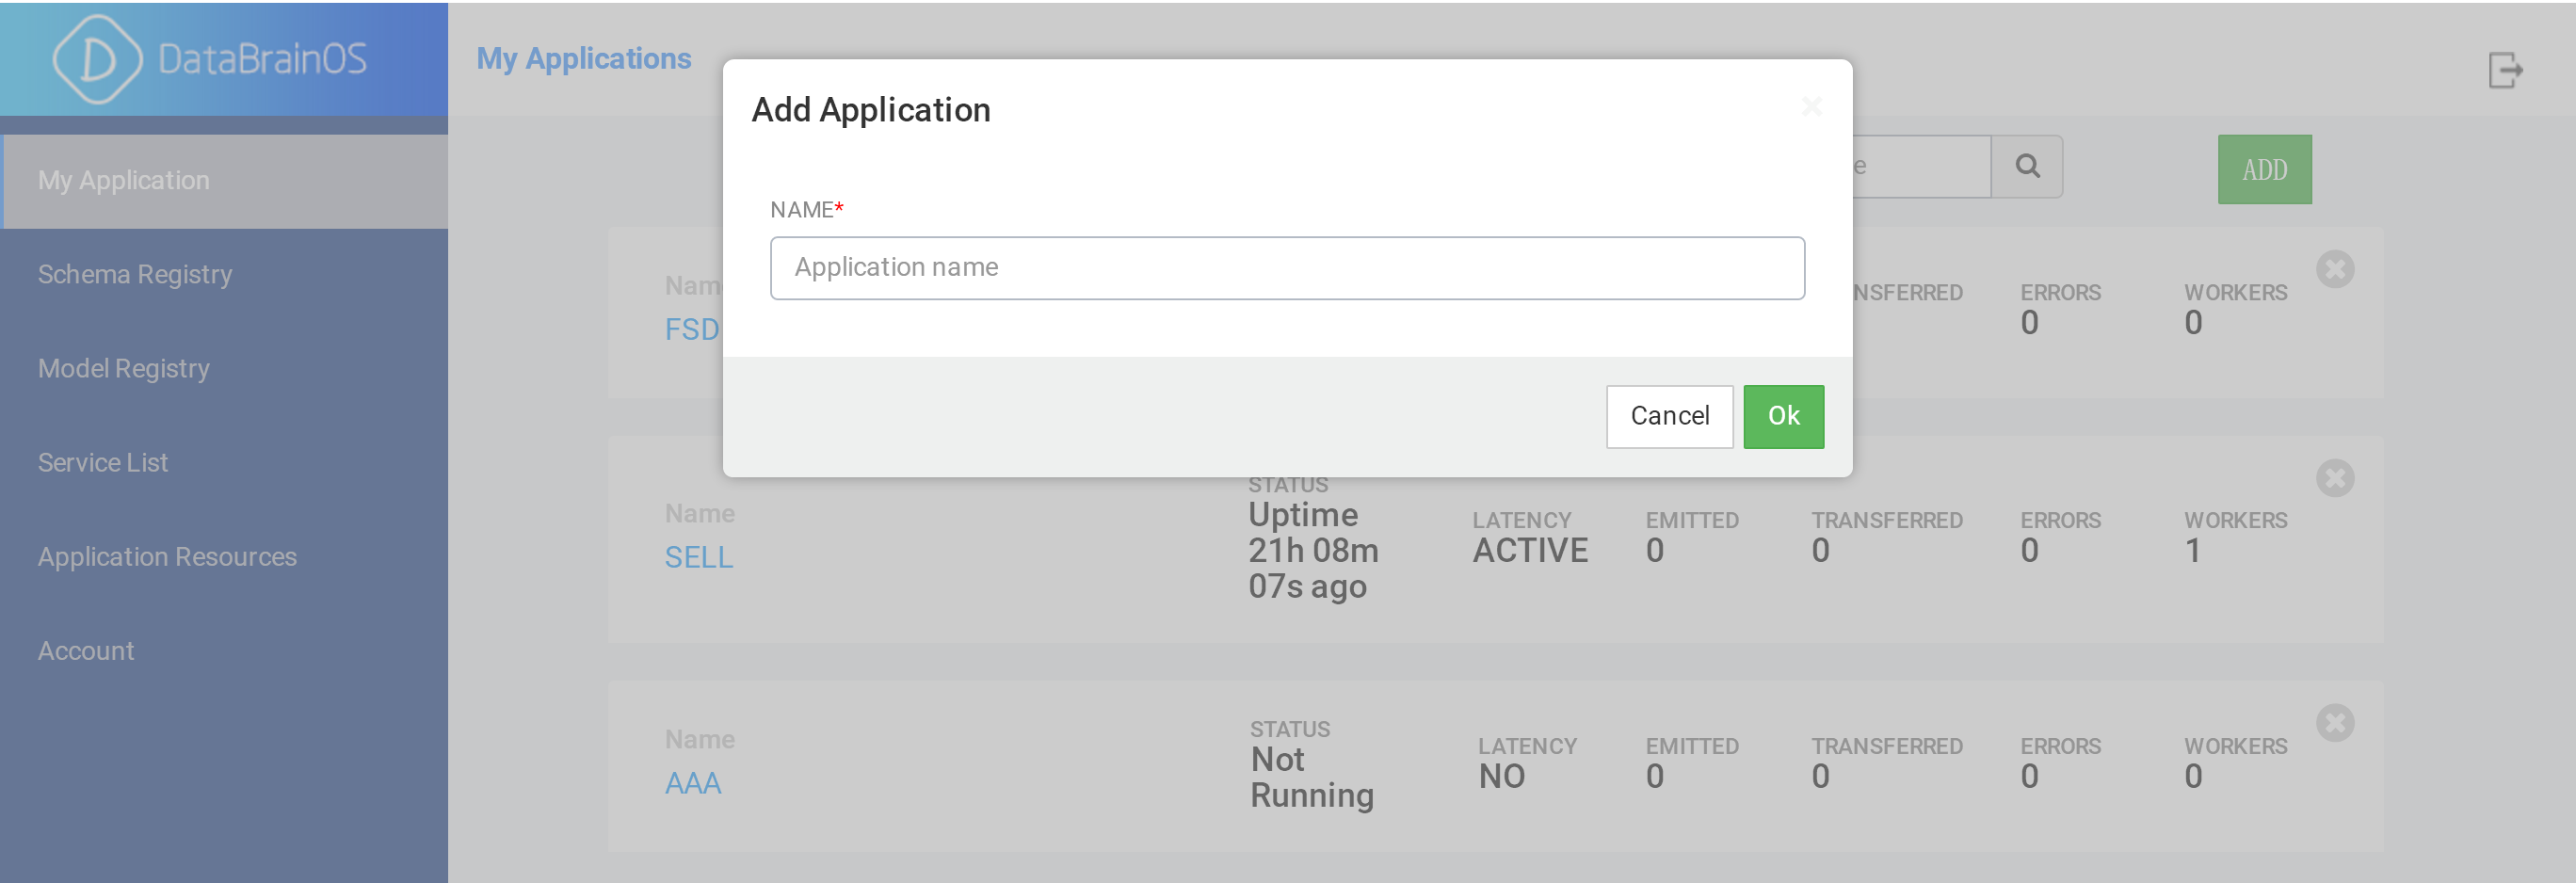 DataBrainOS
My Applications
Add Application
×
NAME*
Application name
Cancel
Ok
ADD
My Application
Schema Registry
Model Registry
Service List
Application Resources
Account
FSD
ERRORS
0
WORKERS
0
Name
SELL
STATUS
Uptime
21h 08m
07s ago
LATENCY
ACTIVE
EMITTED
0
TRANSFERRED
0
ERRORS
0
WORKERS
1
Name
AAA
STATUS
Not
Running
LATENCY
NO
EMITTED
0
TRANSFERRED
0
ERRORS
0
WORKERS
0